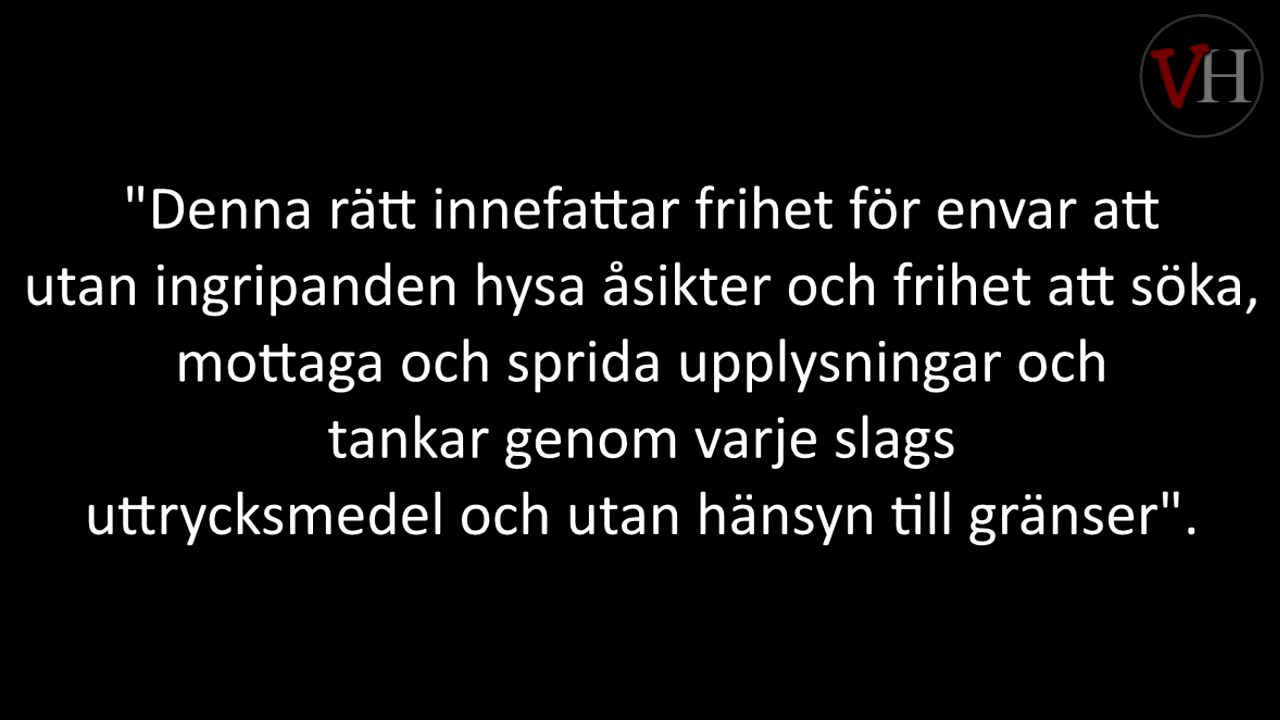 VH
"Denna rätt innefattar frihet för envar att
utan ingripanden hysa åsikter och frihet att söka,
mottaga och sprida upplysningar och
tankar genom varje slags
uttrycksmedel och utan hänsyn till gränser".